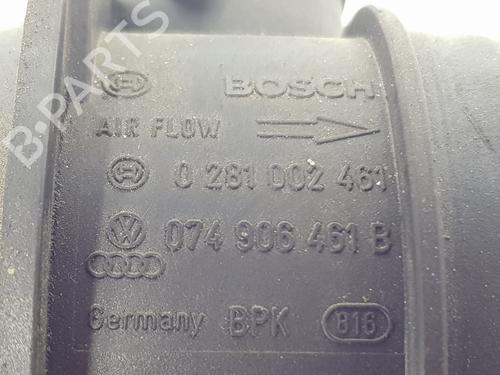 BOSCH
AIR FLOW
0 281 002 461
074 906 461 B
Germany BPK B16
B-PARTS